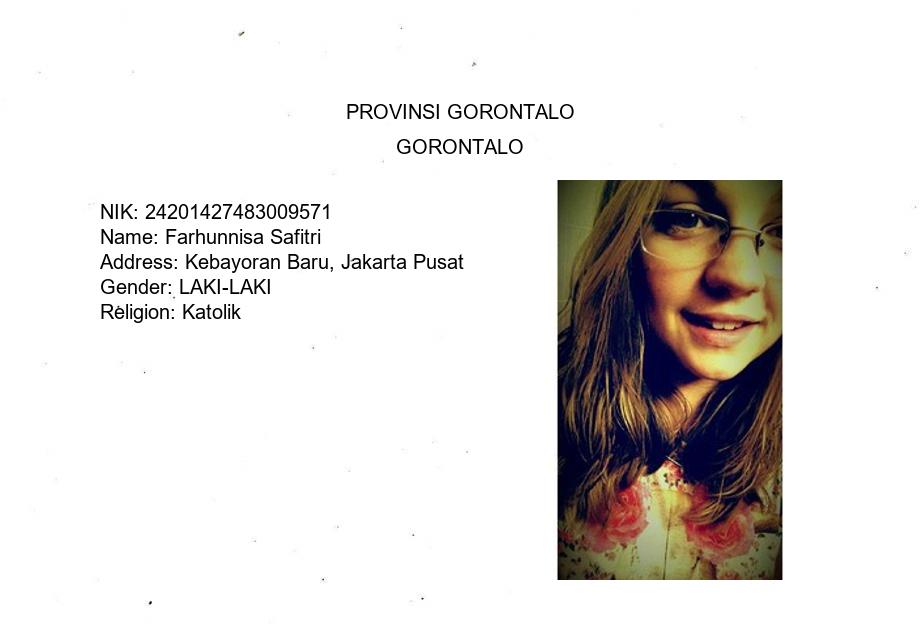 PROVINSI GORONTALO
GORONTALO
NIK: 24201427483009571
Name: Farhunnisa Safitri
Address: Kebayoran Baru, Jakarta Pusat
Gender: LAKI-LAKI
Religion: Katolik